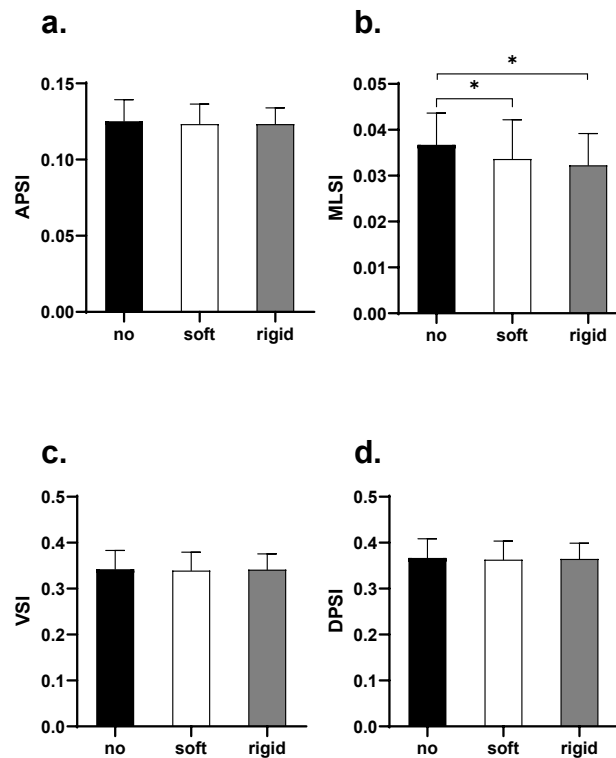 a.
APSI
0.15
0.10
0.05
0.00
no soft rigid
b.
MLSI
0.05
0.04
0.03
0.02
0.01
0.00
*
*
no soft rigid
c.
VSI
0.5
0.4
0.3
0.2
0.1
0.0
no soft rigid
d.
DPSI
0.5
0.4
0.3
0.2
0.1
0.0
no soft rigid